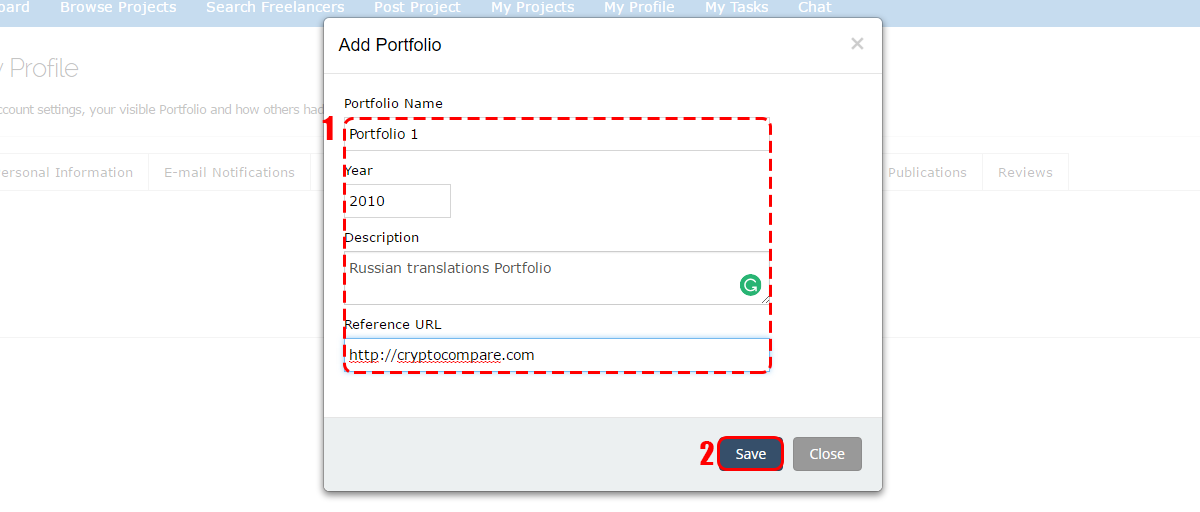 oard Browse Projects Search Freelancers Post Project My Projects My Profile My Tasks Chat
Add Portfolio ×
y Profile
ccount settings, your visible Portfolio and how others had
Portfolio Name
1
Portfolio 1
ersonal Information E-mail Notifications Publications Reviews
Year
2010
Description
Russian translations Portfolio
Reference URL
http://cryptocompare.com
2 Save Close